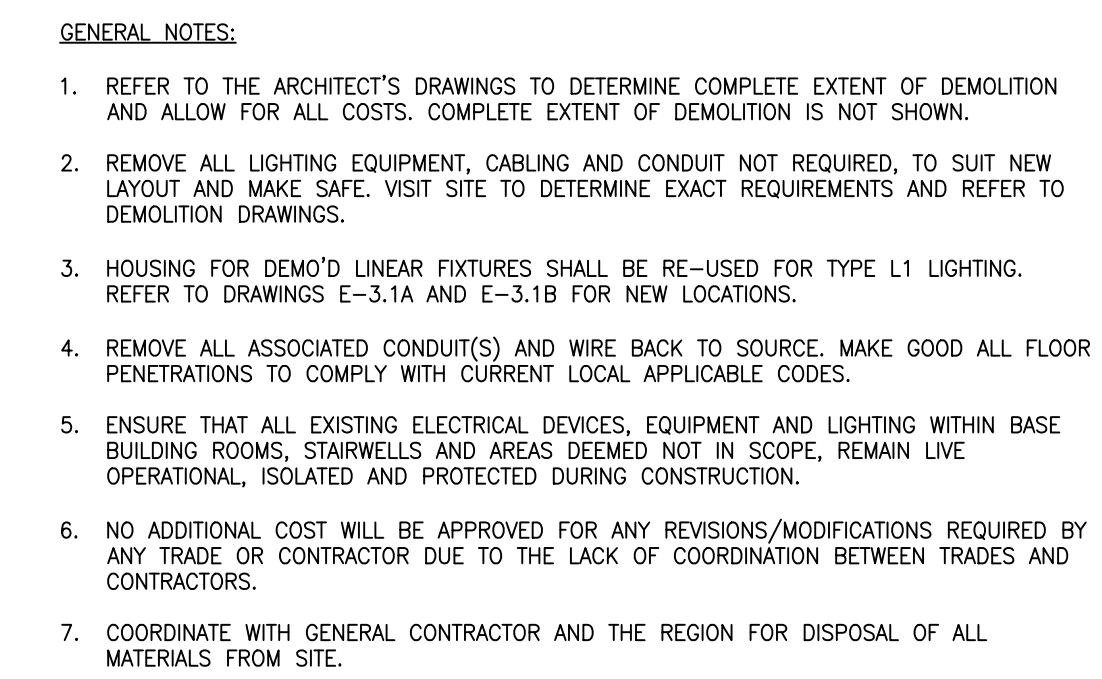 GENERAL NOTES:
1. REFER TO THE ARCHITECT'S DRAWINGS TO DETERMINE COMPLETE EXTENT OF DEMOLITION
AND ALLOW FOR ALL COSTS. COMPLETE EXTENT OF DEMOLITION IS NOT SHOWN.
2. REMOVE ALL LIGHTING EQUIPMENT, CABLING AND CONDUIT NOT REQUIRED, TO SUIT NEW
LAYOUT AND MAKE SAFE. VISIT SITE TO DETERMINE EXACT REQUIREMENTS AND REFER TO
DEMOLITION DRAWINGS.
3. HOUSING FOR DEMO'D LINEAR FIXTURES SHALL BE RE-USED FOR TYPE L1 LIGHTING.
REFER TO DRAWINGS E-3.1A AND E-3.1B FOR NEW LOCATIONS.
4. REMOVE ALL ASSOCIATED CONDUIT(S) AND WIRE BACK TO SOURCE. MAKE GOOD ALL FLOOR
PENETRATIONS TO COMPLY WITH CURRENT LOCAL APPLICABLE CODES.
5. ENSURE THAT ALL EXISTING ELECTRICAL DEVICES, EQUIPMENT AND LIGHTING WITHIN BASE
BUILDING ROOMS, STAIRWELLS AND AREAS DEEMED NOT IN SCOPE, REMAIN LIVE
OPERATIONAL, ISOLATED AND PROTECTED DURING CONSTRUCTION.
6. NO ADDITIONAL COST WILL BE APPROVED FOR ANY REVISIONS/MODIFICATIONS REQUIRED BY
ANY TRADE OR CONTRACTOR DUE TO THE LACK OF COORDINATION BETWEEN TRADES AND
CONTRACTORS.
7. COORDINATE WITH GENERAL CONTRACTOR AND THE REGION FOR DISPOSAL OF ALL
MATERIALS FROM SITE.